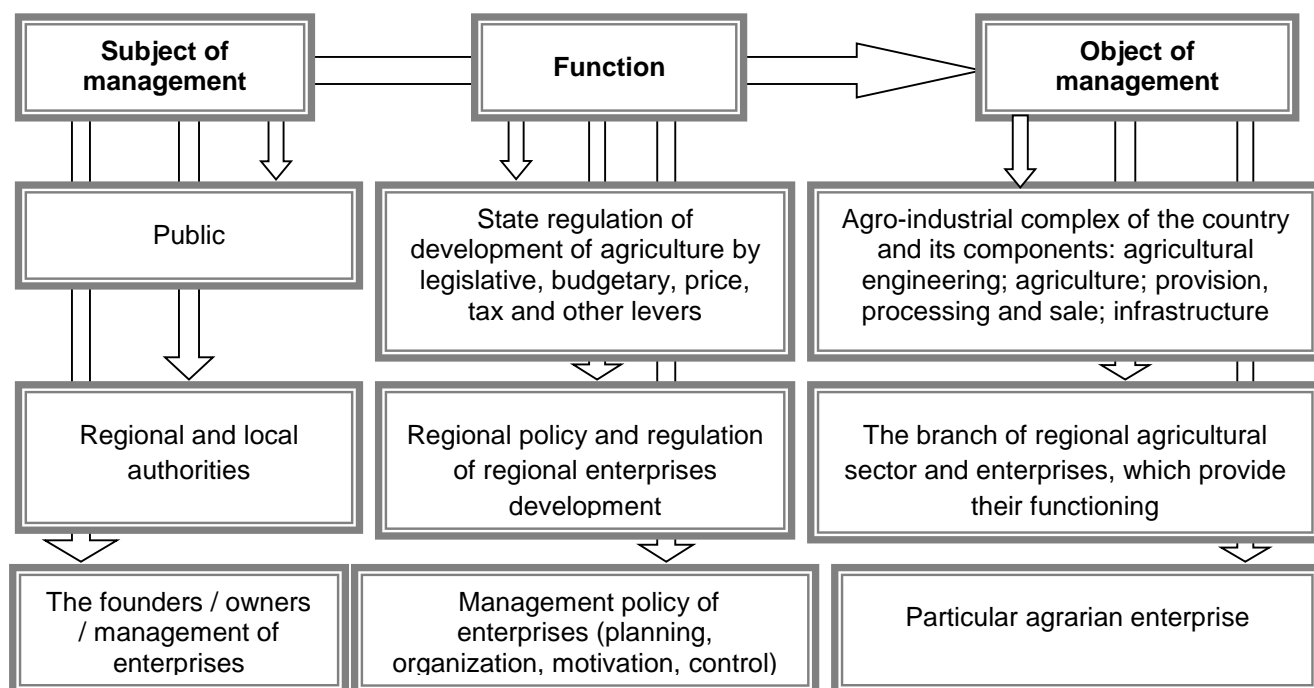 Subject of
management
Function
Object of
management
Public
State regulation of
development of agriculture by
legislative, budgetary, price,
tax and other levers
Agro-industrial complex of the country
and its components: agricultural
engineering; agriculture; provision,
processing and sale; infrastructure
Regional and local
authorities
Regional policy and regulation
of regional enterprises
development
The branch of regional agricultural
sector and enterprises, which provide
their functioning
The founders / owners
/ management of
enterprises
Management policy of
enterprises (planning,
organization, motivation, control)
Particular agrarian enterprise